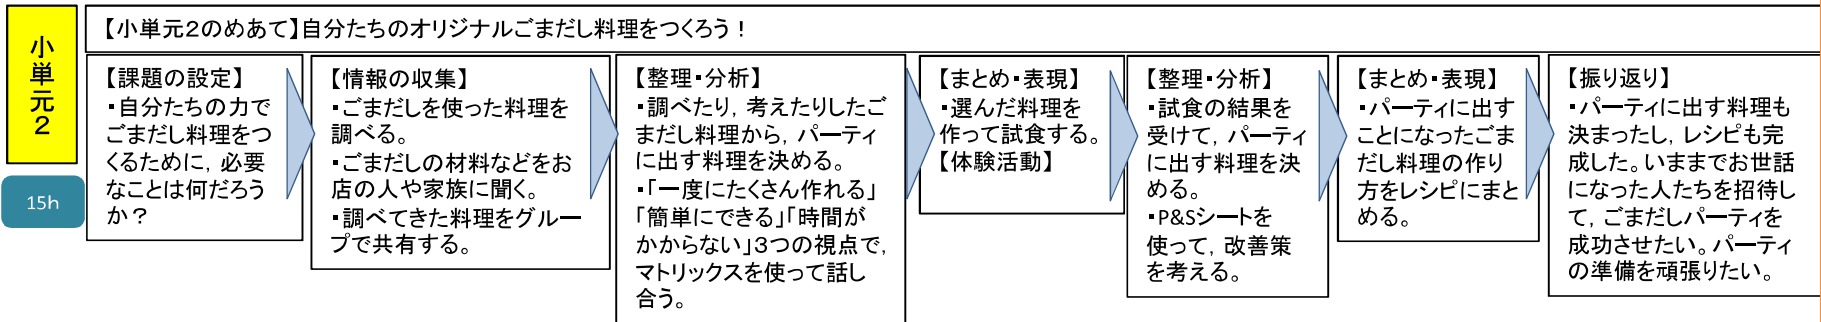 小単元2
15h
【小単元2のめあて】自分たちのオリジナルごまだし料理をつくろう！
【課題の設定】
・自分たちの力で
ごまだし料理をつ
くるために，必要
なことは何だろう
か？
【情報の収集】
・ごまだしを使った料理を
調べる。
・ごまだしの材料などをお
店の人や家族に聞く。
・調べてきた料理をグルー
プで共有する。
【整理・分析】
・調べたり，考えたりしたご
まだし料理から，パーティ
に出す料理を決める。
・「一度にたくさん作れる」
「簡単にできる」「時間が
かからない」3つの視点で，
マトリックスを使って話し
合う。
【まとめ・表現】
・選んだ料理を
作って試食する。
【体験活動】
【整理・分析】
・試食の結果を
受けて，パーティ
に出す料理を決
める。
・P&Sシートを
使って，改善策
を考える。
【まとめ・表現】
・パーティに出す
ことになったごま
だし料理の作り
方をレシピにまと
める。
【振り返り】
・パーティに出す料理も
決まったし，レシピも完
成した。いままでお世話
になった人たちを招待し
て，ごまだしパーティを
成功させたい。パーティ
の準備を頑張りたい。